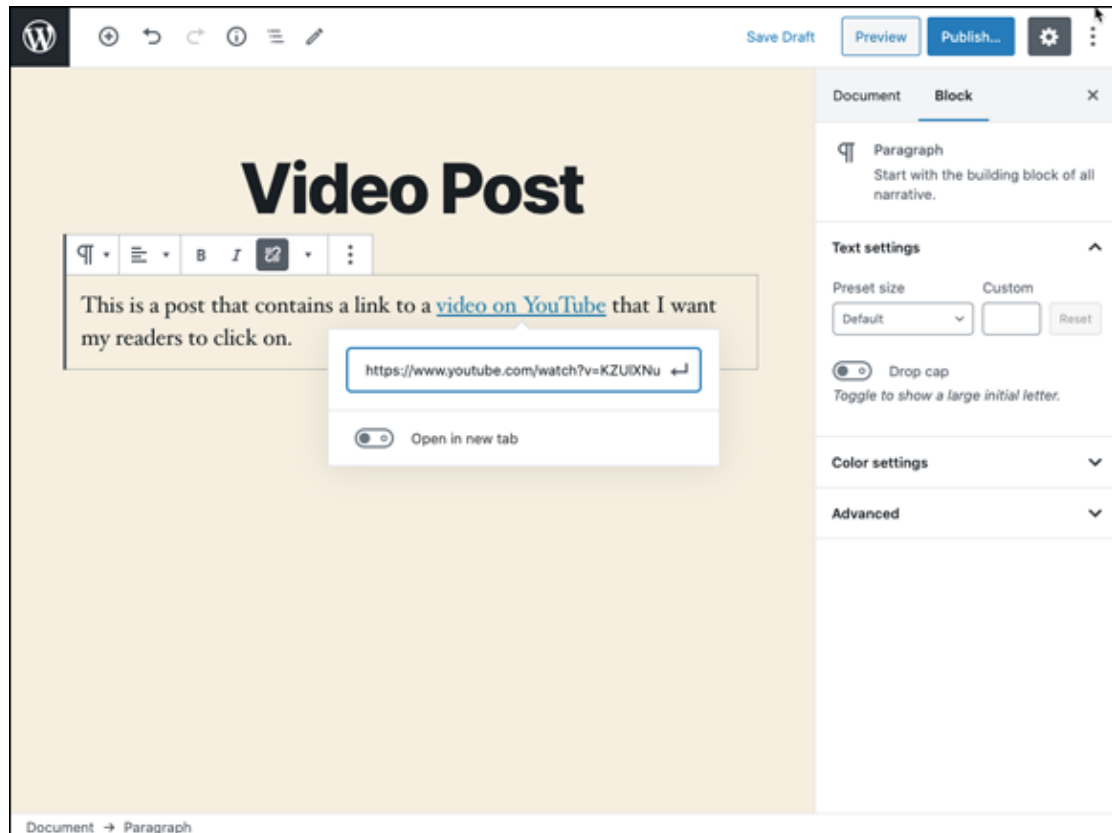 Save Draft
Preview
Publish...
Document
Block
Paragraph
Start with the building block of all
narrative.
Video Post
Text settings
Preset size
Custom
Default
Reset
This is a post that contains a link to a video on YouTube that I want
my readers to click on.
https://www.youtube.com/watch?v=KZUlXNu
Open in new tab
Drop cap
Toggle to show a large initial letter.
Color settings
Advanced
Document → Paragraph